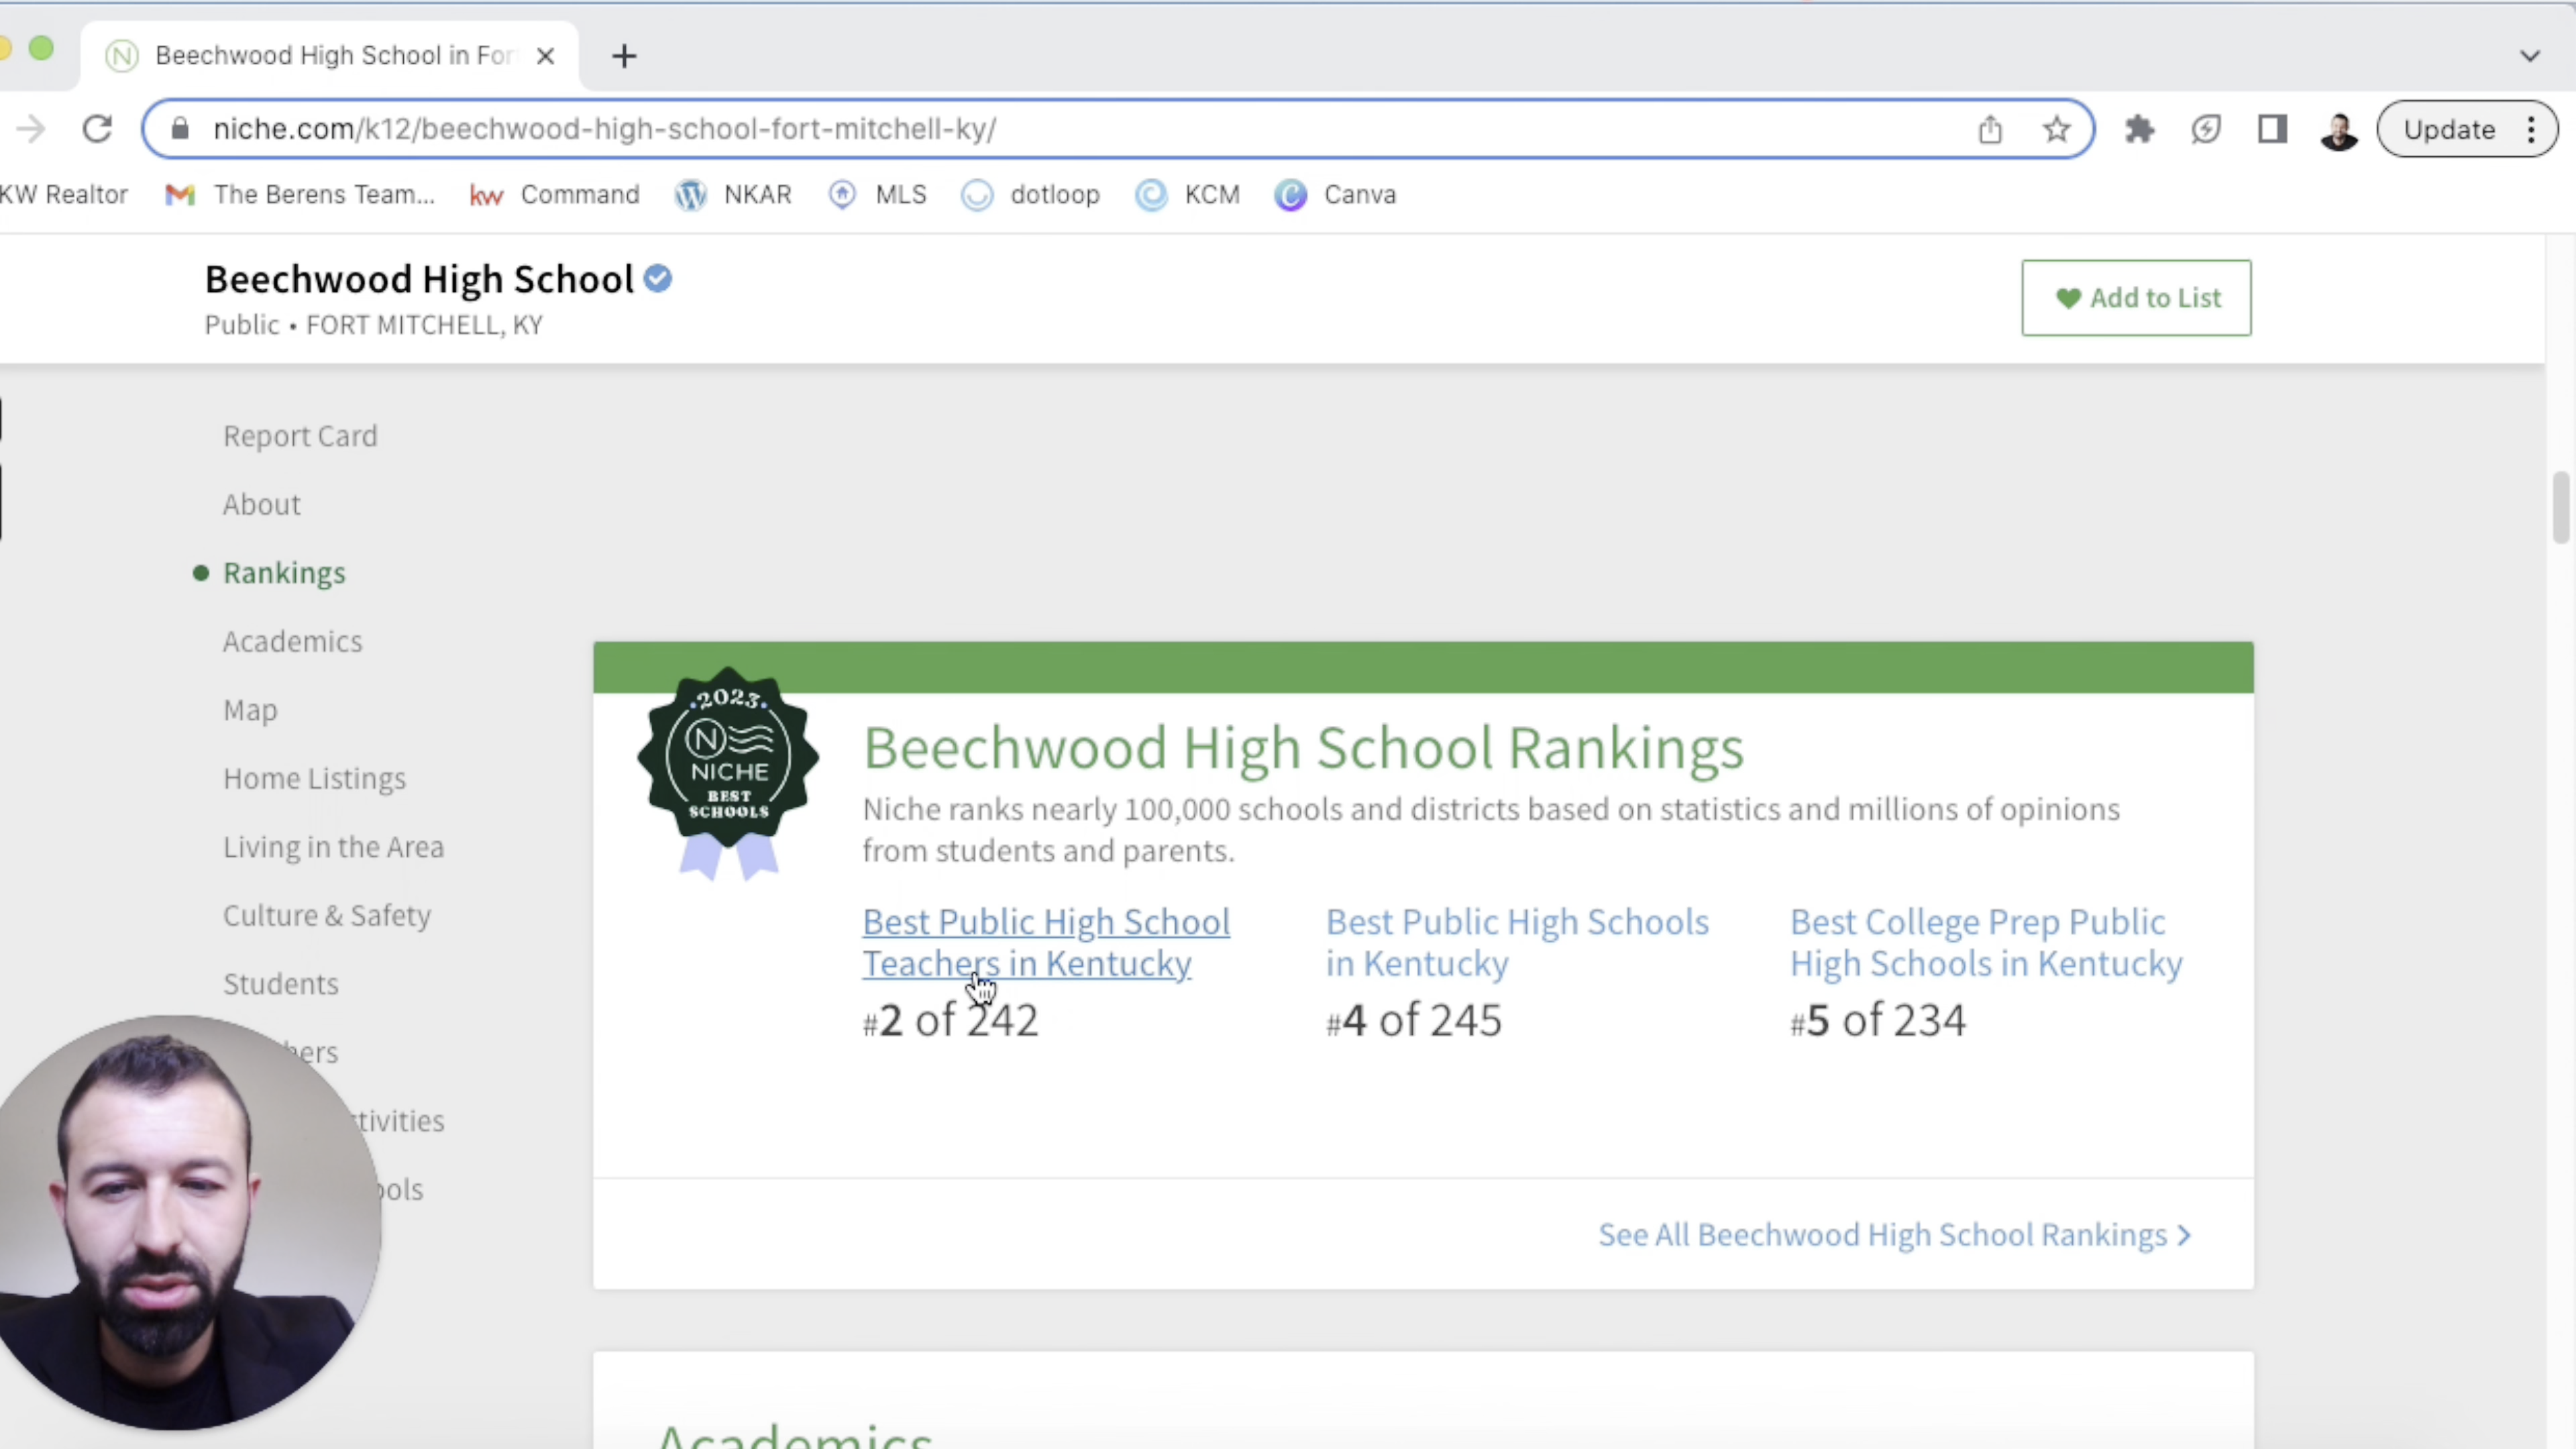 Beechwood High School in For
niche.com/k12/beechwood-high-school-fort-mitchell-ky/
Update
KW Realtor
The Berens Team...
kw Command
NKAR
MLS
dotloop
KCM
Canva
Beechwood High School
Public • FORT MITCHELL, KY
Add to List
Report Card
About
Rankings
Academics
Map
Home Listings
Living in the Area
Culture & Safety
Students
hers
tivities
ools
2023
N
NICHE
BEST
SCHOOLS
Beechwood High School Rankings
Niche ranks nearly 100,000 schools and districts based on statistics and millions of opinions
from students and parents.
Best Public High School
Teachers in Kentucky
#2 of 242
Best Public High Schools
in Kentucky
#4 of 245
Best College Prep Public
High Schools in Kentucky
#5 of 234
See All Beechwood High School Rankings >
Academics